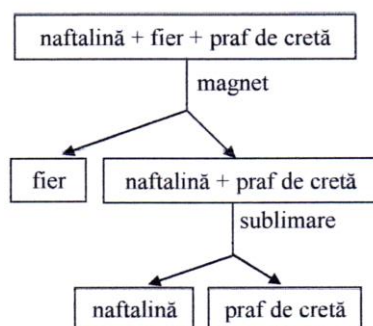 naftalină + fier + praf de cretă
magnet
fier
naftalină + praf de cretă
sublimare
naftalină
praf de cretă